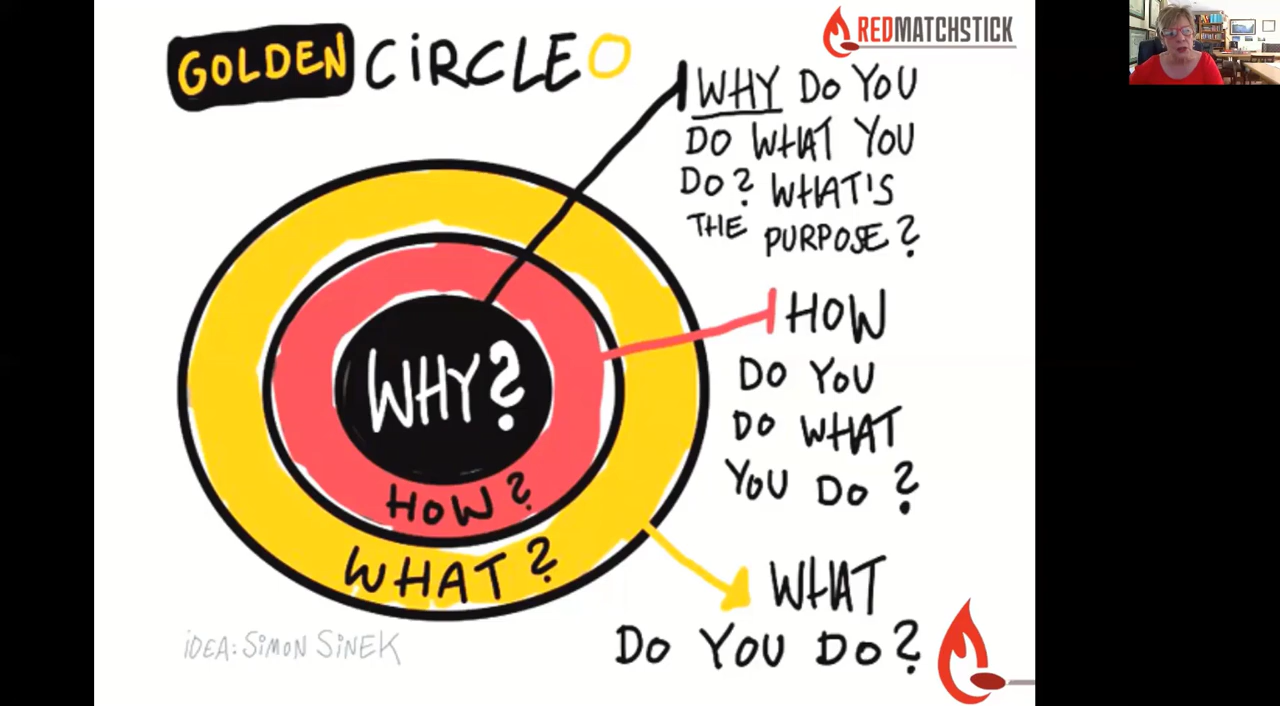 GOLDEN CIRCLE
REDMATCHSTICK
WHY DO YOU
DO WHAT YOU
DO? WHAT'S
THE PURPOSE?
HOW
DO YOU
DO WHAT
YOU DO?
WHAT
DO YOU DO?
WHY?
HOW?
WHAT?
iDEA: SiMON SiNEK